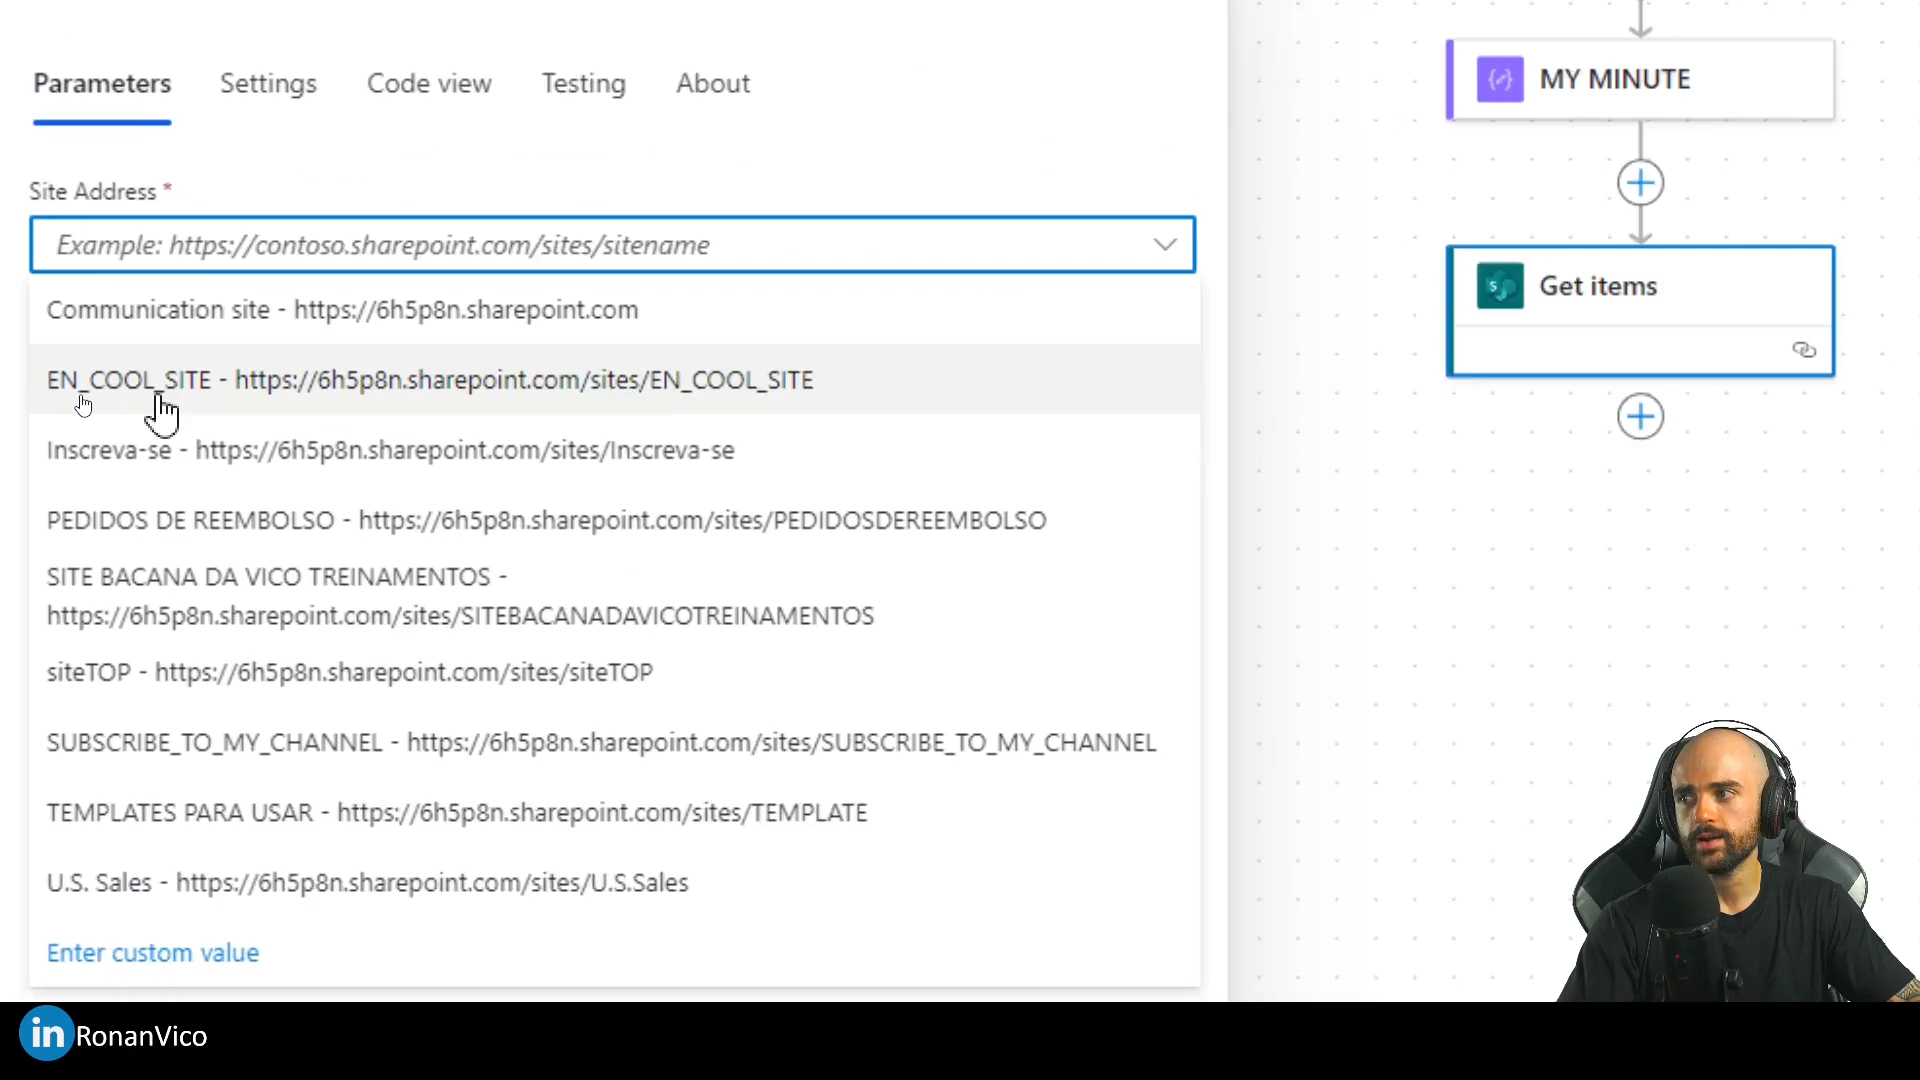 Parameters Settings Code view Testing About
Site Address *
Example: https://contoso.sharepoint.com/sites/sitename
Communication site - https://6h5p8n.sharepoint.com
EN_COOL_SITE - https://6h5p8n.sharepoint.com/sites/EN_COOL_SITE
Inscreva-se - https://6h5p8n.sharepoint.com/sites/Inscreva-se
PEDIDOS DE REEMBOLSO - https://6h5p8n.sharepoint.com/sites/PEDIDOSDEREEMBOLSO
SITE BACANA DA VICO TREINAMENTOS -
https://6h5p8n.sharepoint.com/sites/SITEBACANADAVICOTREINAMENTOS
siteTOP - https://6h5p8n.sharepoint.com/sites/siteTOP
SUBSCRIBE_TO_MY_CHANNEL - https://6h5p8n.sharepoint.com/sites/SUBSCRIBE_TO_MY_CHANNEL
TEMPLATES PARA USAR - https://6h5p8n.sharepoint.com/sites/TEMPLATE
U.S. Sales - https://6h5p8n.sharepoint.com/sites/U.S.Sales
Enter custom value
MY MINUTE
Get items
in RonanVico